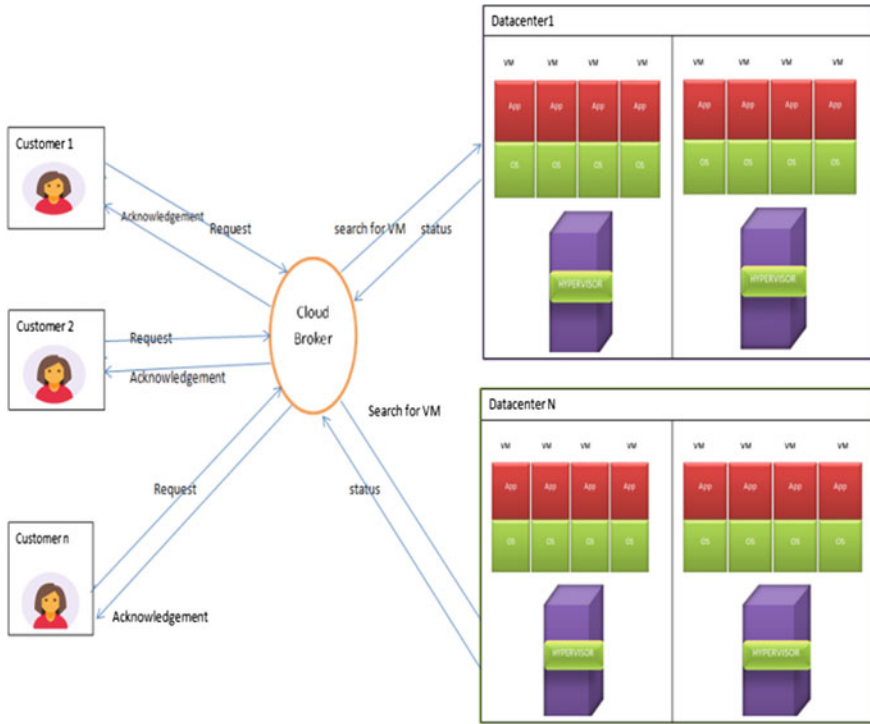 Customer 1
Acknowledgement
Request
Customer 2
Request
Acknowledgement
Customer n
Request
Acknowledgement
Cloud
Broker
search for VM
status
Search for VM
status
Datacenter1
VM VM VM VM
App App App App
OS OS OS OS
HYPERVISOR
VM VM VM VM
App App App App
OS OS OS OS
HYPERVISOR
Datacenter N
VM VM VM VM
App App App App
OS OS OS OS
HYPERVISOR
VM VM VM VM
App App App App
OS OS OS OS
HYPERVISOR